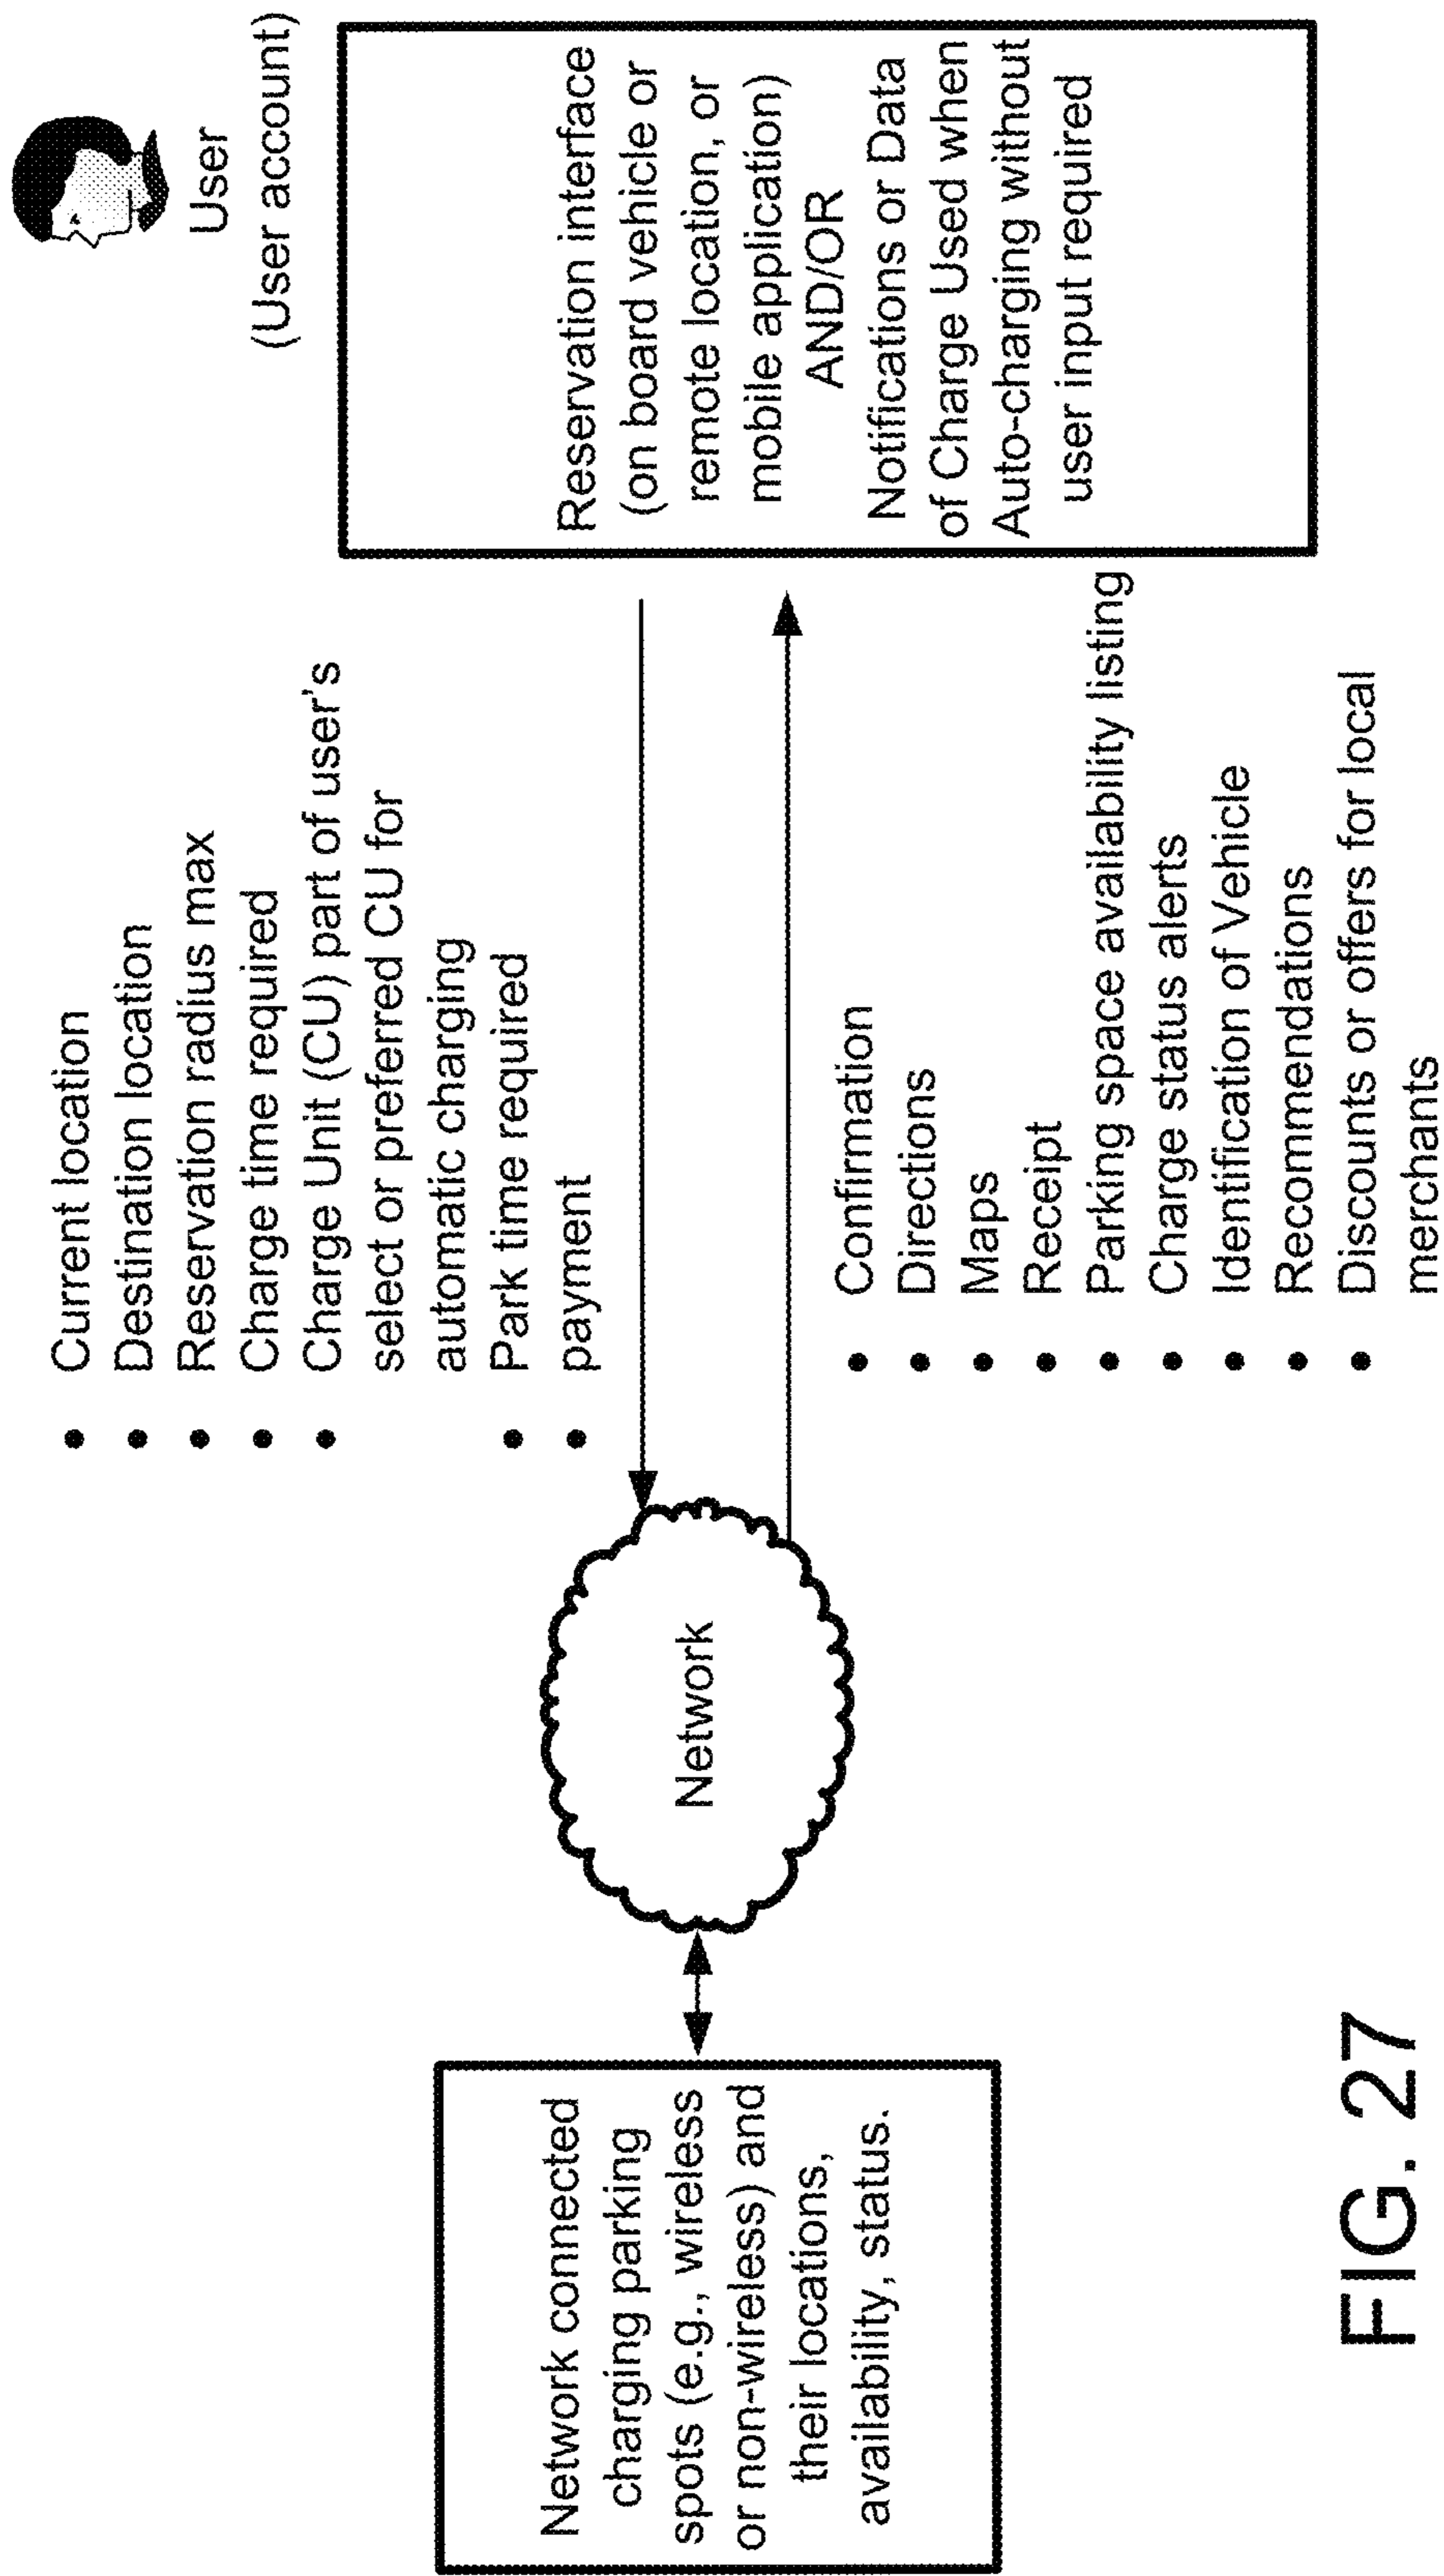 User
(User account)
Reservation interface
(on board vehicle or
remote location, or
mobile application)
AND/OR
Notifications or Data
of Charge Used when
Auto-charging without
user input required
• Current location
• Destination location
• Reservation radius max
• Charge time required
• Charge Unit (CU) part of user's
select or preferred CU for
automatic charging
• Park time required
• payment
• Confirmation
• Directions
• Maps
• Receipt
• Parking space availability listing
• Charge status alerts
• Identification of Vehicle
• Recommendations
• Discounts or offers for local
merchants
Network
Network connected
charging parking
spots (e.g., wireless
or non-wireless) and
their locations,
availability, status.
FIG. 27